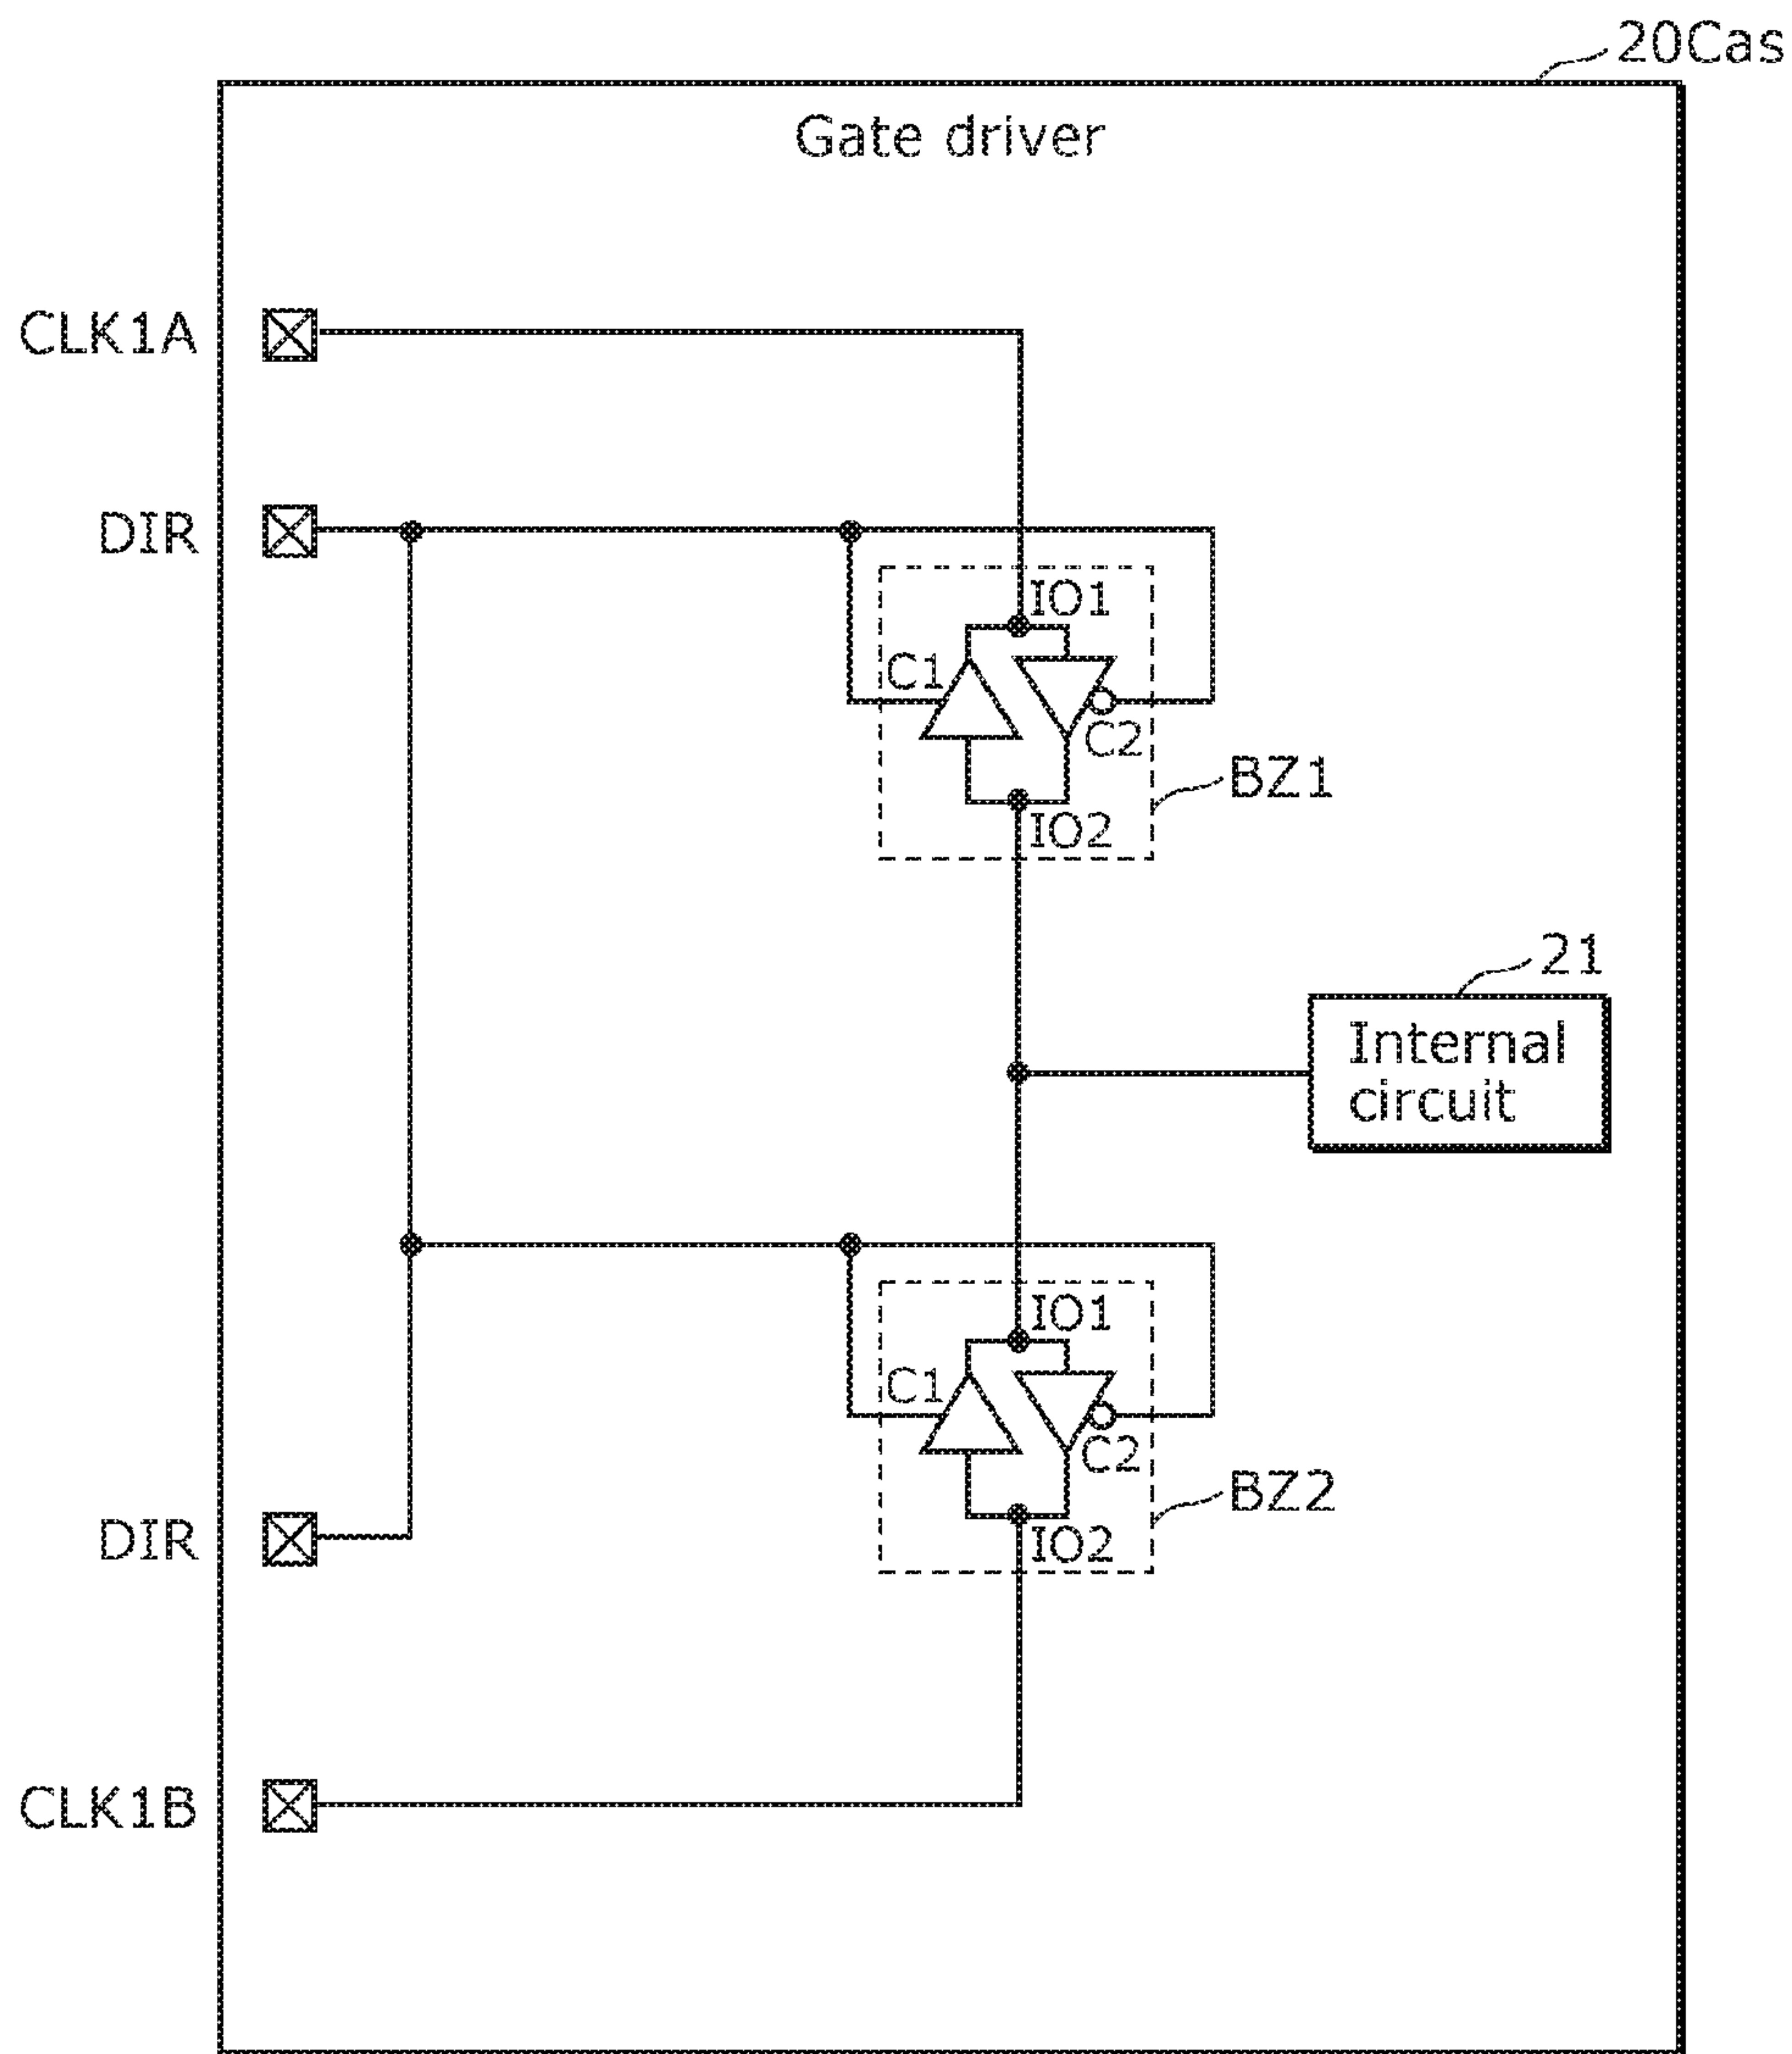 20Cas
Gate driver
CLK1A
DIR
IO1
C1
C2
BZ1
IO2
21
Internal
circuit
IO1
C1
C2
BZ2
DIR
IO2
CLK1B